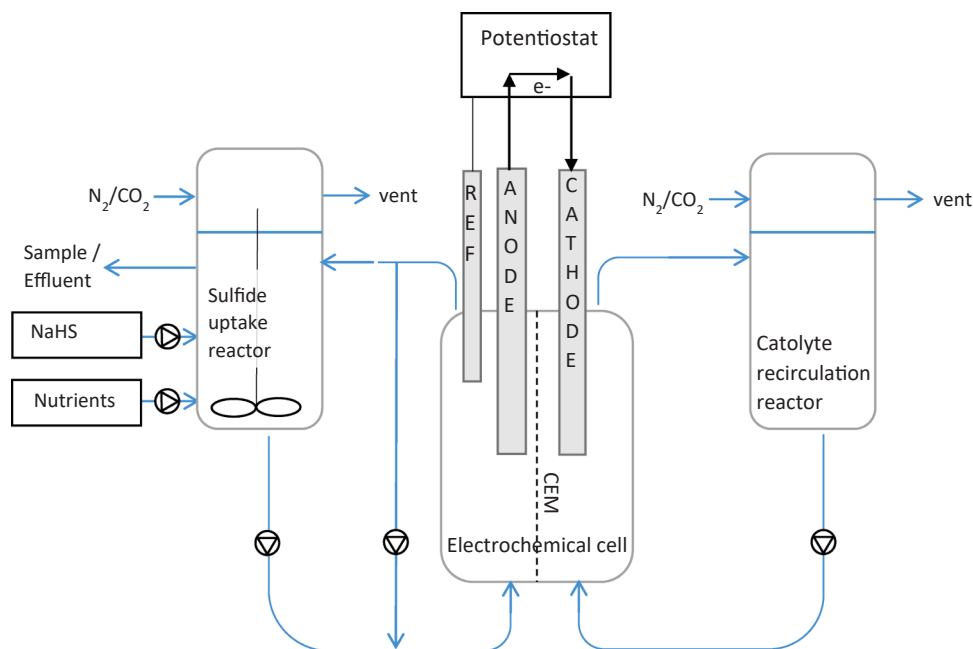 Potentiostat
e-
N₂/CO₂
vent
Sample /
Effluent
Sulfide
uptake
reactor
NaHS
Nutrients
REF
ANODE
CATHODE
CEM
Electrochemical cell
N₂/CO₂
vent
Catolyte
recirculation
reactor